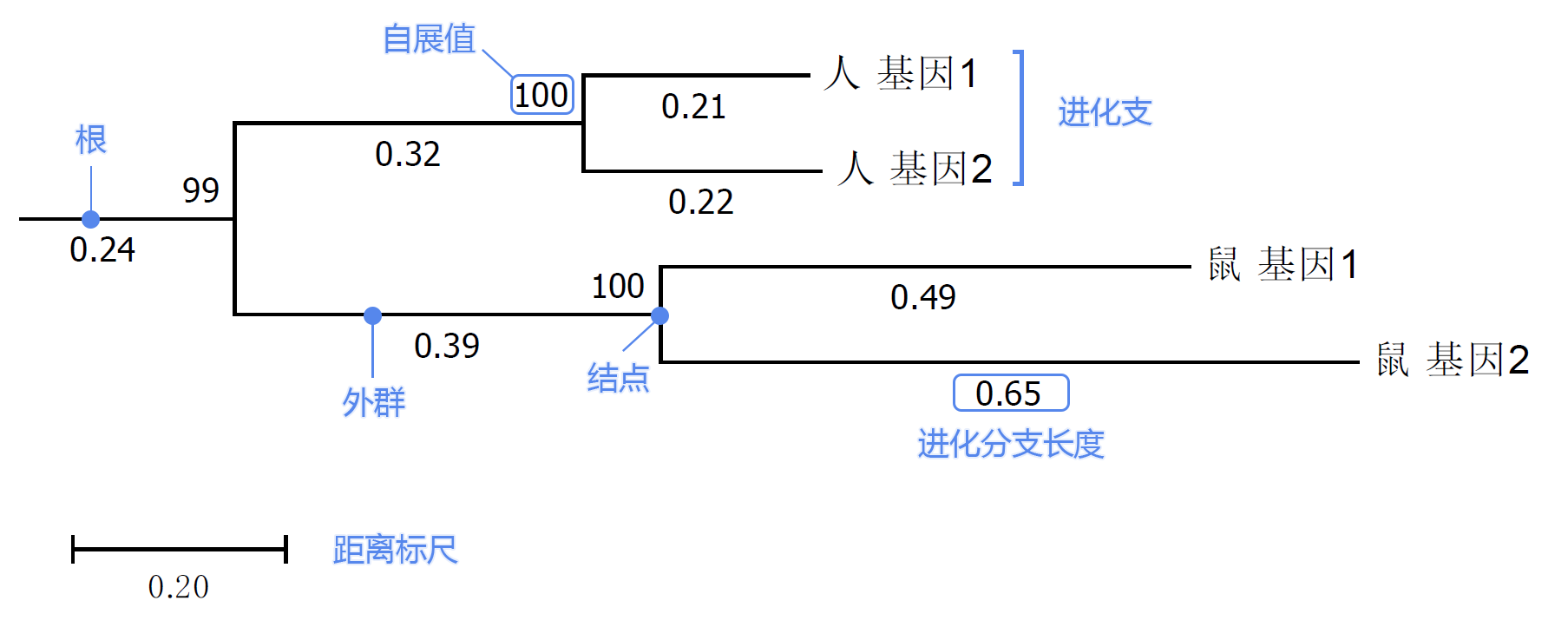 自展值
100
人 基因1
0.21
进化支
根
0.32
人 基因2
99
0.22
0.24
鼠 基因1
100
0.49
0.39
结点
鼠 基因2
外群
0.65
进化分支长度
距离标尺
0.20